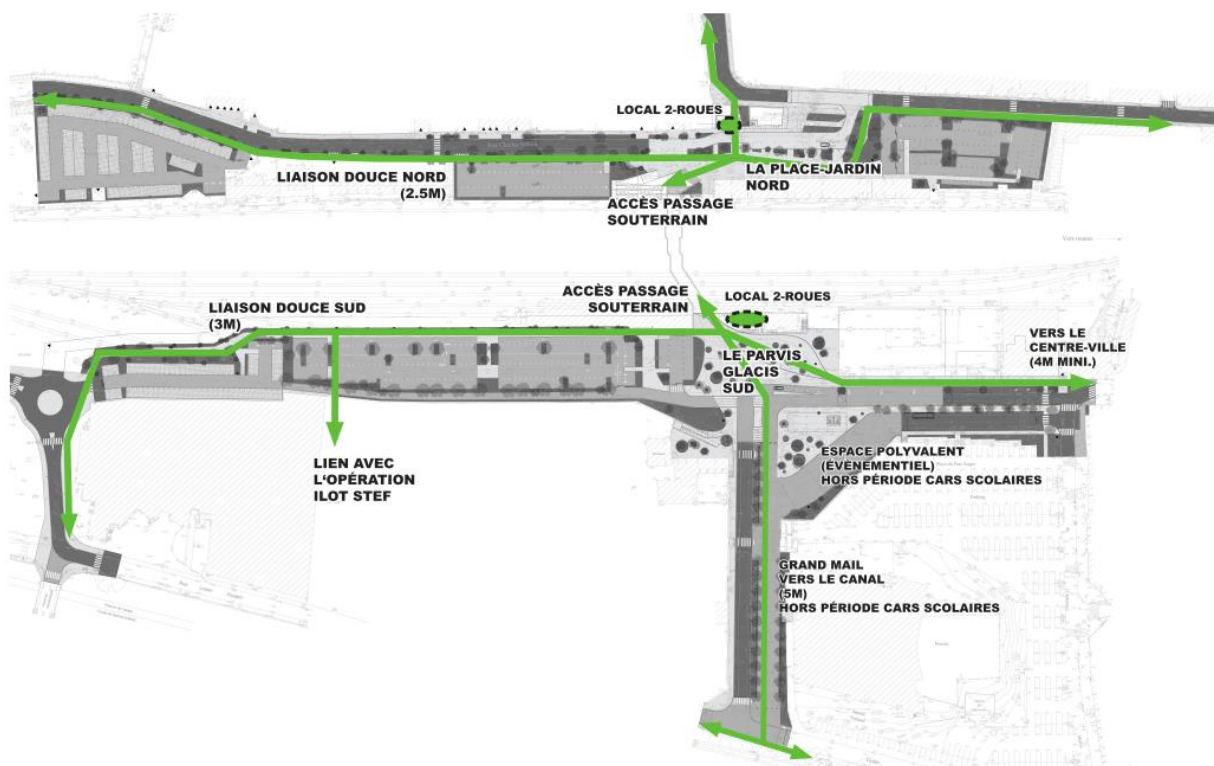 LOCAL 2-ROUES
LIAISON DOUCE NORD
(2.5M)
LA PLACE-JARDIN
NORD
ACCÈS PASSAGE
SOUTERRAIN
ACCÈS PASSAGE
SOUTERRAIN
LOCAL 2-ROUES
LIAISON DOUCE SUD
(3M)
VERS LE
CENTRE-VILLE
(4M MINI.)
LE PARVIS
GLACIS
SUD
LIEN AVEC
L'OPÉRATION
ILOT STEF
ESPACE POLYVALENT
(ÉVÈNEMENTIEL)
HORS PÉRIODE CARS SCOLAIRES
Parking
GRAND MAIL
VERS LE CANAL
(5M)
HORS PÉRIODE CARS SCOLAIRES